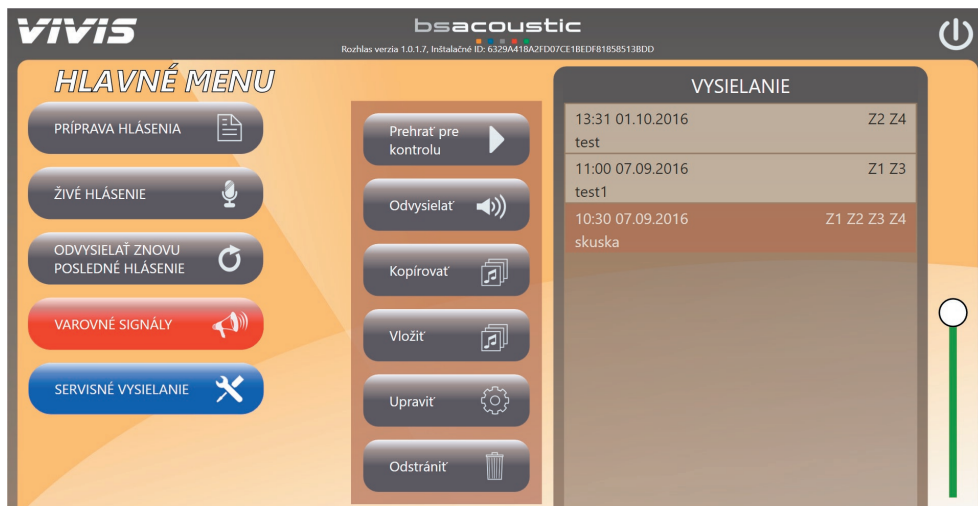 VIVIS
bsacoustic
Rozhlas verzia 1.0.1.7, Inštalačné ID: 6329A418A2FD07CE1BEDF81858513BDD
HLAVNÉ MENU
PRÍPRAVA HLÁSENIA
ŽIVÉ HLÁSENIE
ODVYSIELAŤ ZNOVU
POSLEDNÉ HLÁSENIE
VAROVNÉ SIGNÁLY
SERVISNÉ VYSIELANIE
Prehrať pre
kontrolu
Odvysielať
Kopírovať
Vložiť
Upraviť
Odstrániť
VYSIELANIE
13:31 01.10.2016 Z2 Z4
test
11:00 07.09.2016 Z1 Z3
test1
10:30 07.09.2016 Z1 Z2 Z3 Z4
skuska